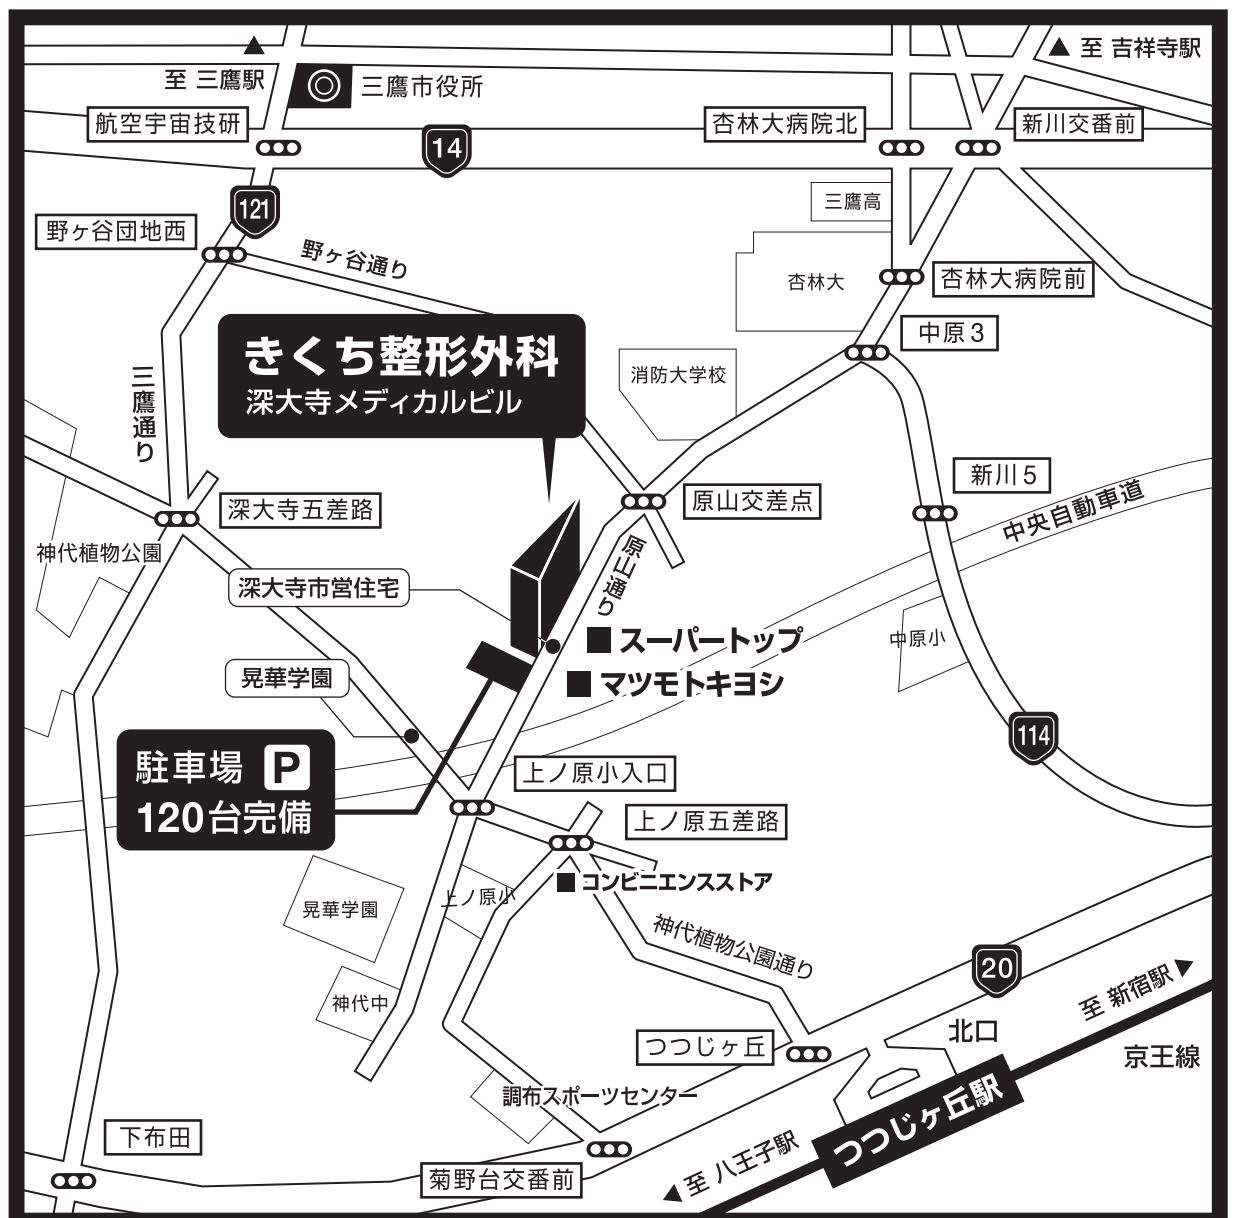 至 三鷹駅
三鷹市役所
至 吉祥寺駅
航空宇宙技研
14
杏林大病院北
新川交番前
121
三鷹高
野ヶ谷団地西
野ヶ谷通り
杏林大
杏林大病院前
中原3
きくち整形外科
深大寺メディカルビル
消防大学校
三鷹通り
新川5
深大寺五差路
原山交差点
中央自動車道
神代植物公園
原山通り
深大寺市営住宅
スーパートップ
中原小
晃華学園
マツモトキヨシ
114
駐車場 P
120台完備
上ノ原小入口
上ノ原五差路
コンビニエンスストア
上ノ原小
晃華学園
神代植物公園通り
20
至 新宿駅
神代中
北口
つつじヶ丘
京王線
調布スポーツセンター
つつじヶ丘駅
下布田
至 八王子駅
菊野台交番前